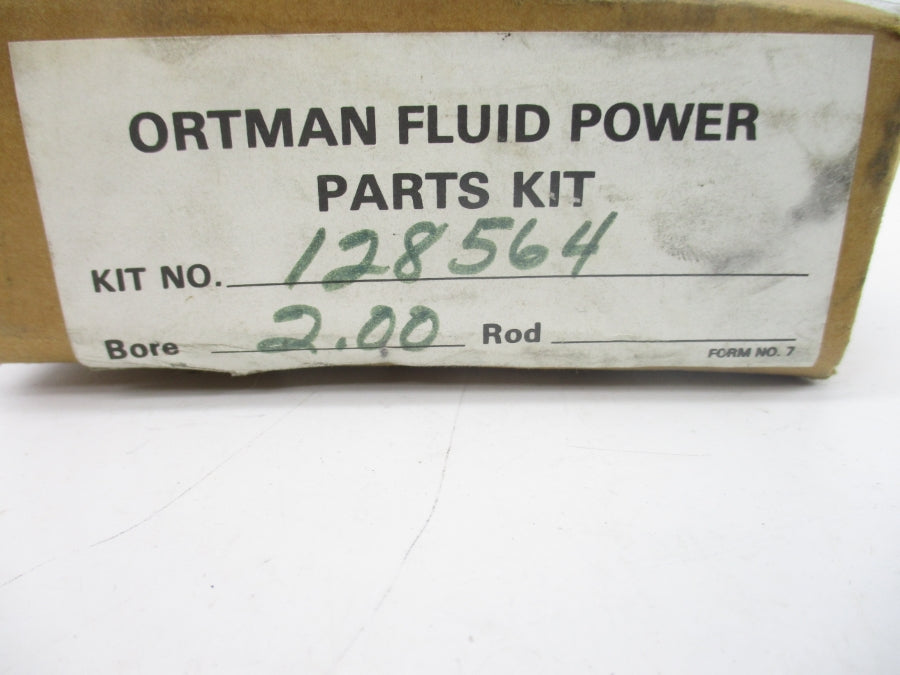 ORTMAN FLUID POWER
PARTS KIT
KIT NO. 128564
Bore 2.00 Rod
FORM NO. 7